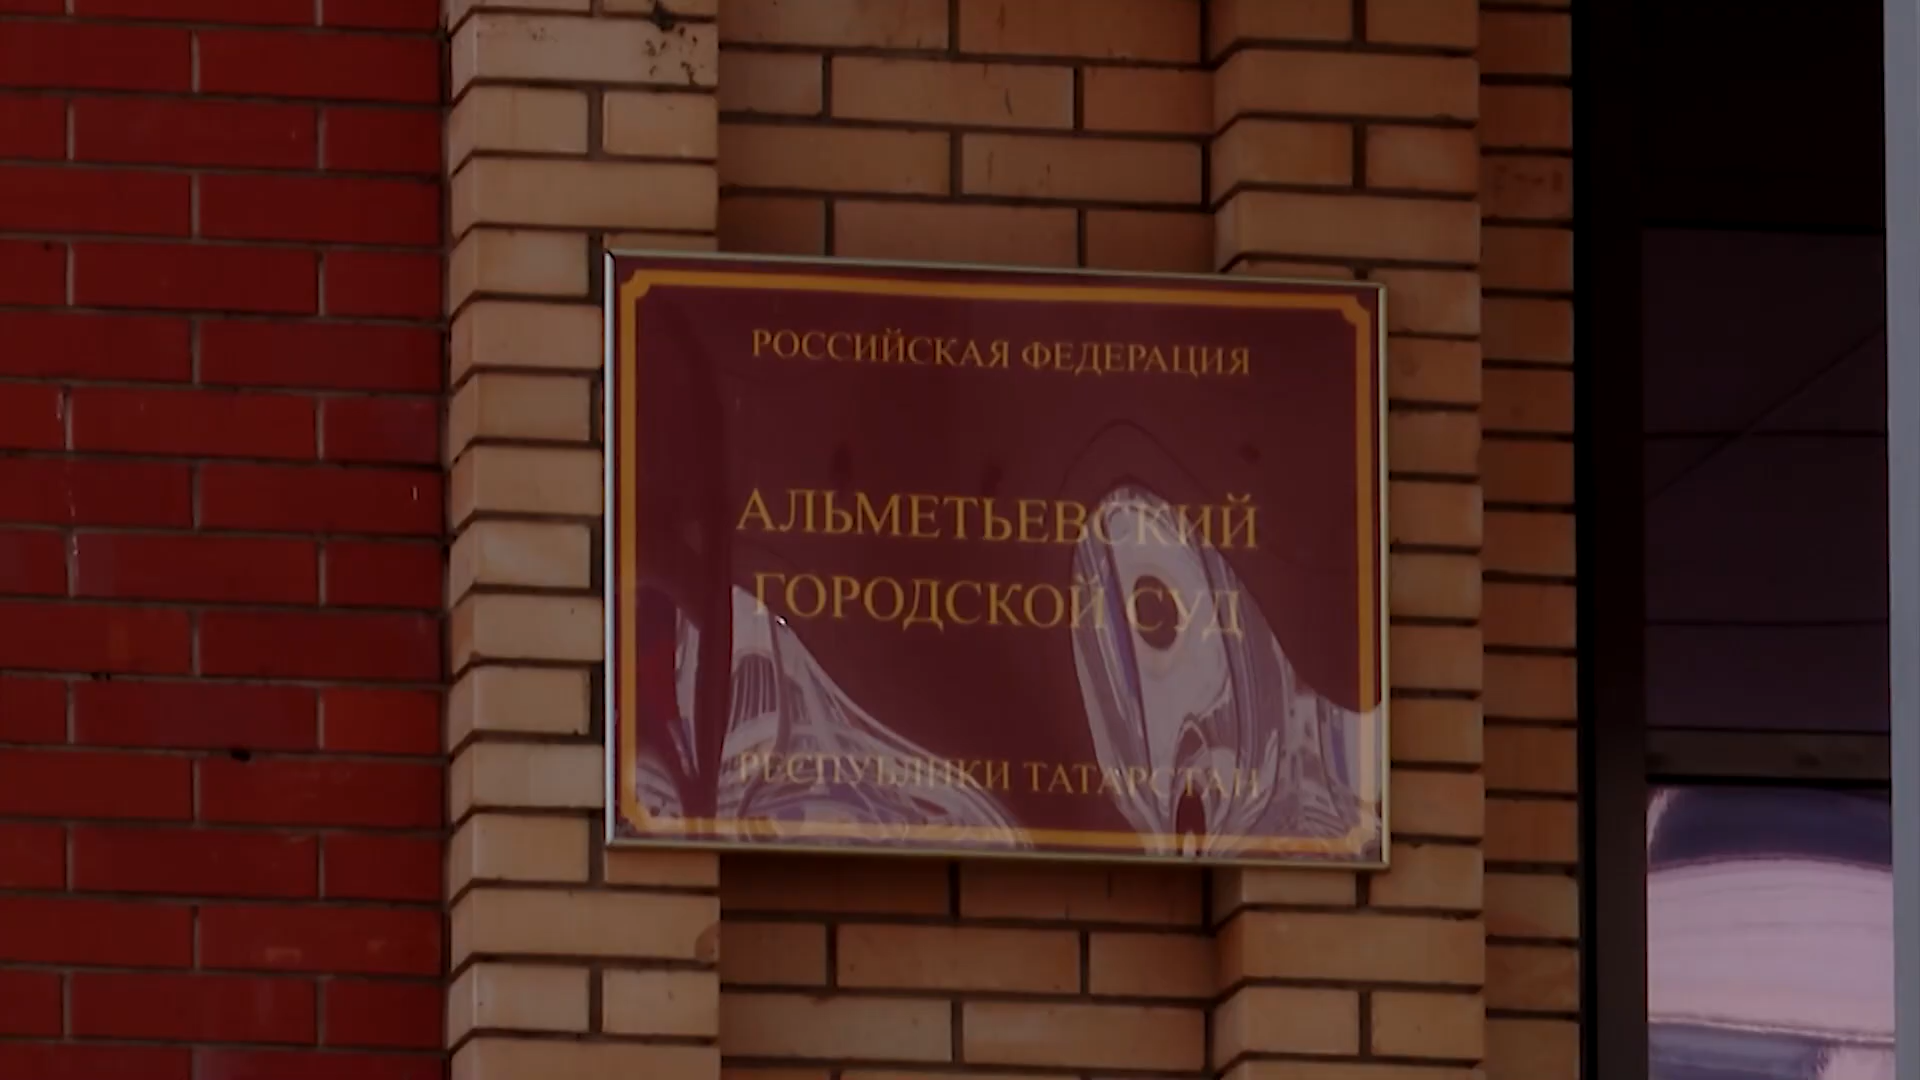 РОССИЙСКАЯ ФЕДЕРАЦИЯ
АЛЬМЕТЬЕВСКИЙ
ГОРОДСКОЙ СУД
РЕСПУБЛИКИ ТАТАРСТАН